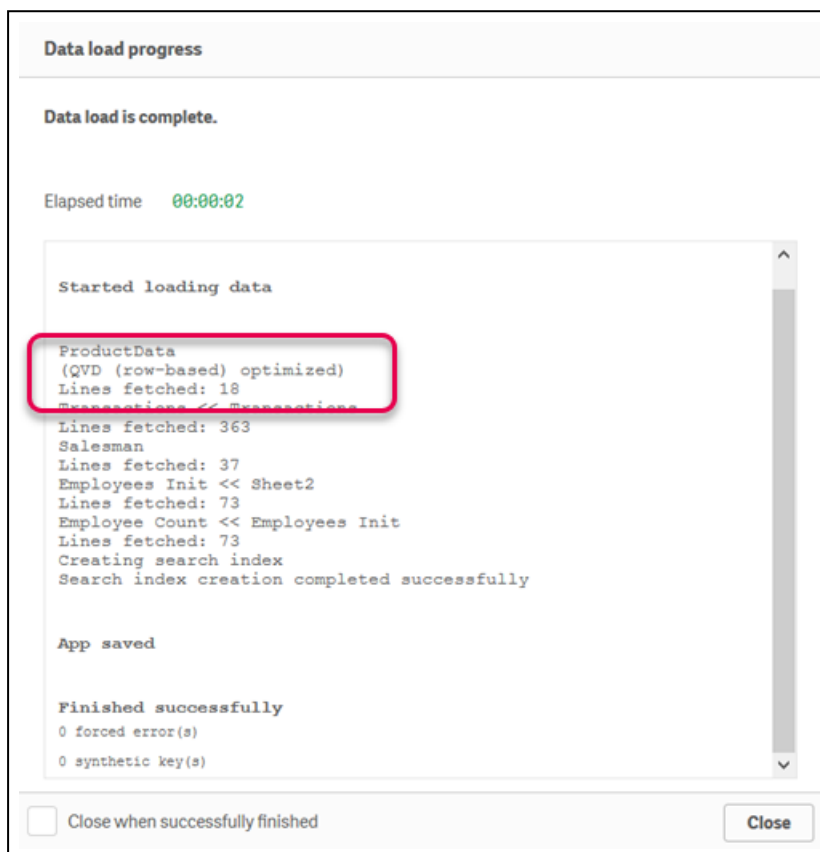 Data load progress
Data load is complete.
Elapsed time 00:00:02
Started loading data
ProductData
(QVD (row-based) optimized)
Lines fetched: 18
Transactions << Transactions
Lines fetched: 363
Salesman
Lines fetched: 37
Employees Init << Sheet2
Lines fetched: 73
Employee Count << Employees Init
Lines fetched: 73
Creating search index
Search index creation completed successfully
App saved
Finished successfully
0 forced error(s)
0 synthetic key(s)
Close when successfully finished
Close